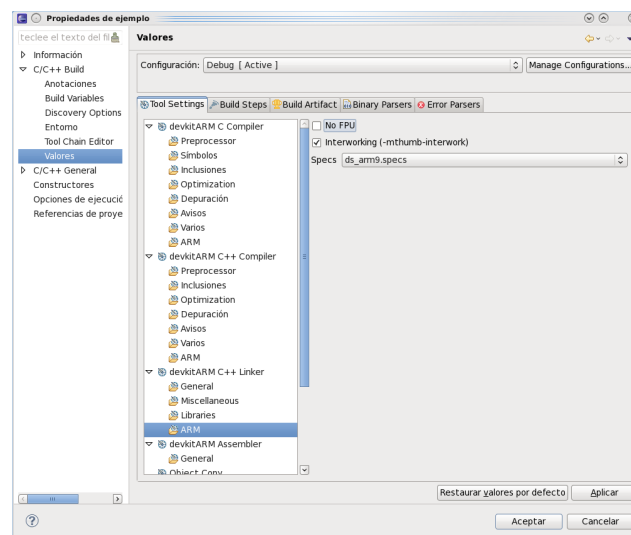 Propiedades de ejemplo
teclee el texto del fil
Valores
Información
C/C++ Build
Anotaciones
Build Variables
Discovery Options
Entorno
Tool Chain Editor
Valores
C/C++ General
Constructores
Opciones de ejecució
Referencias de proye
Configuración: Debug [ Active ] Manage Configurations...
Tool Settings Build Steps Build Artifact Binary Parsers Error Parsers
devkitARM C Compiler
Preprocessor
Símbolos
Inclusiones
Optimization
Depuración
Avisos
Varios
ARM
devkitARM C++ Compiler
Preprocessor
Inclusiones
Optimization
Depuración
Avisos
Varios
ARM
devkitARM C++ Linker
General
Miscellaneous
Libraries
ARM
devkitARM Assembler
General
Object Copy
No FPU
Interworking (-mthumb-interwork)
Specs ds_arm9.specs
Restaurar valores por defecto Aplicar
Aceptar Cancelar